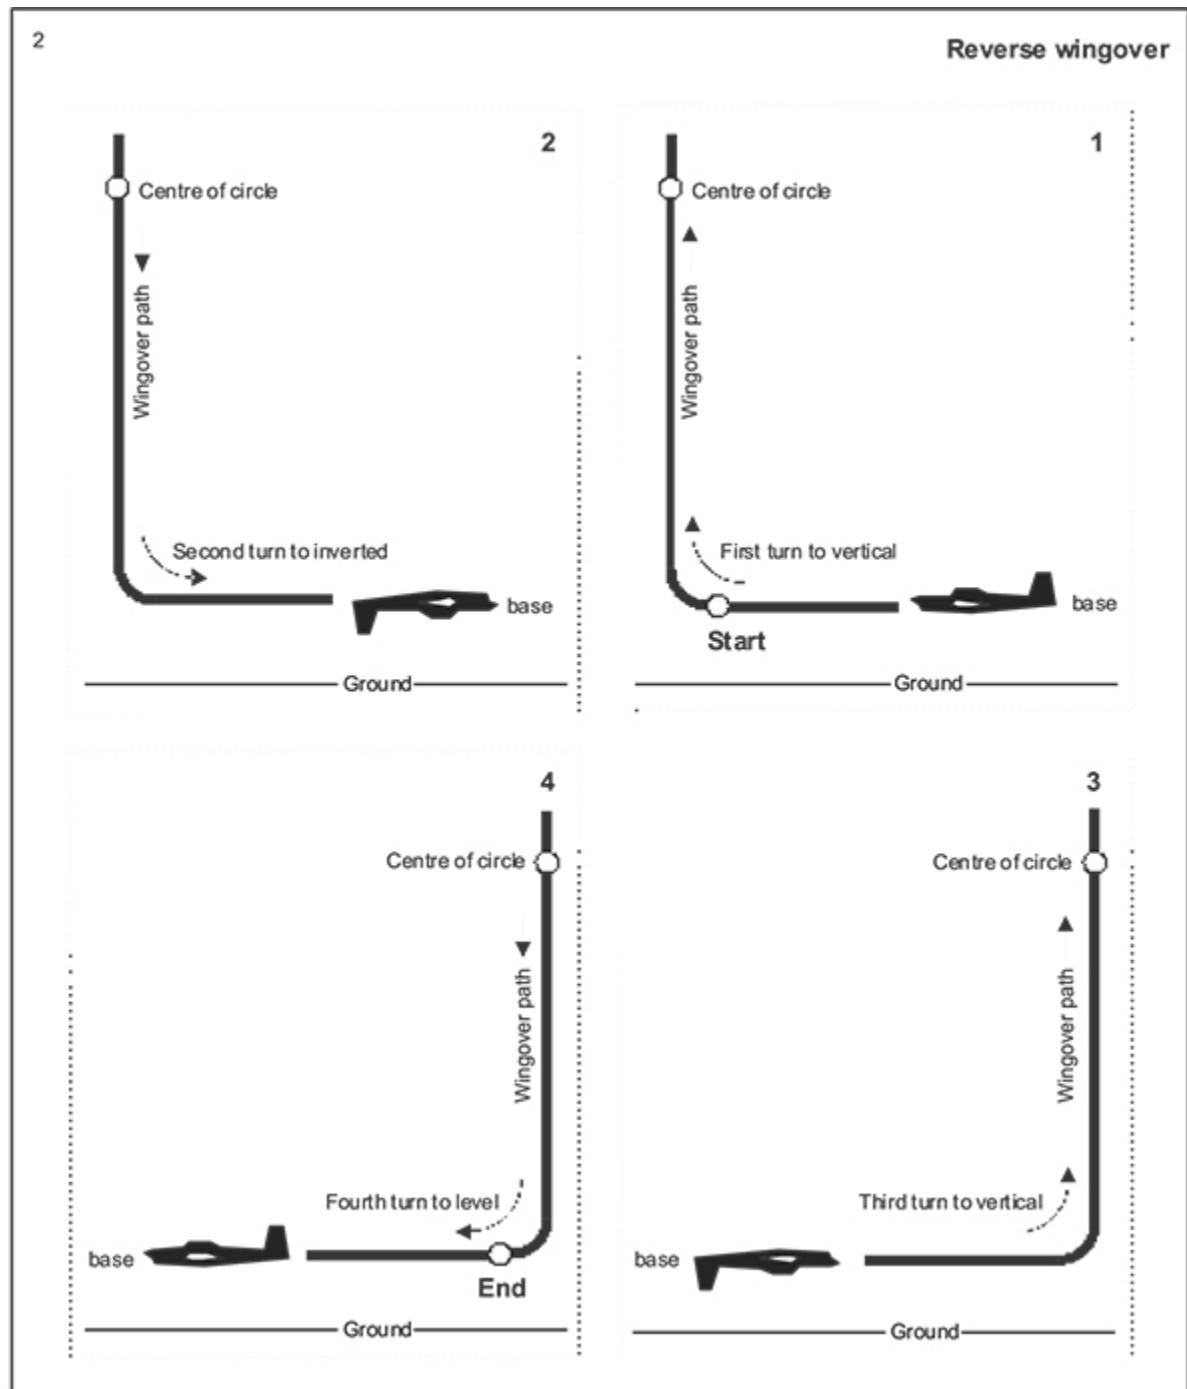 2
Reverse wingover
2
Centre of circle
Wingover path
Second turn to inverted
base
Ground
1
Centre of circle
Wingover path
First turn to vertical
base
Start
Ground
4
Centre of circle
Wingover path
Fourth turn to level
base
End
Ground
3
Centre of circle
Wingover path
Third turn to vertical
base
Ground